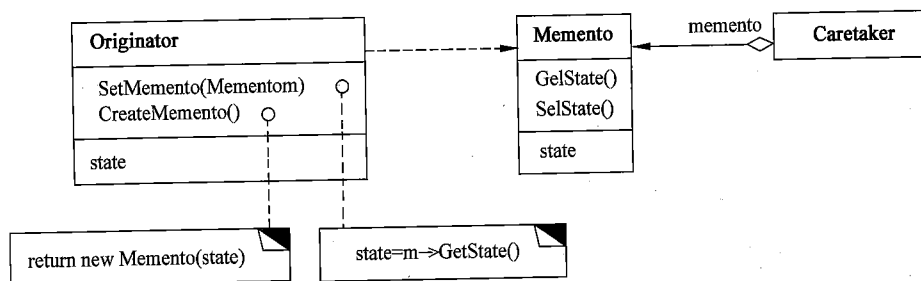 Originator
SetMemento(Mementom)
CreateMemento()
state
return new Memento(state)
state=m->GetState()
Memento
GelState()
SelState()
state
memento
Caretaker